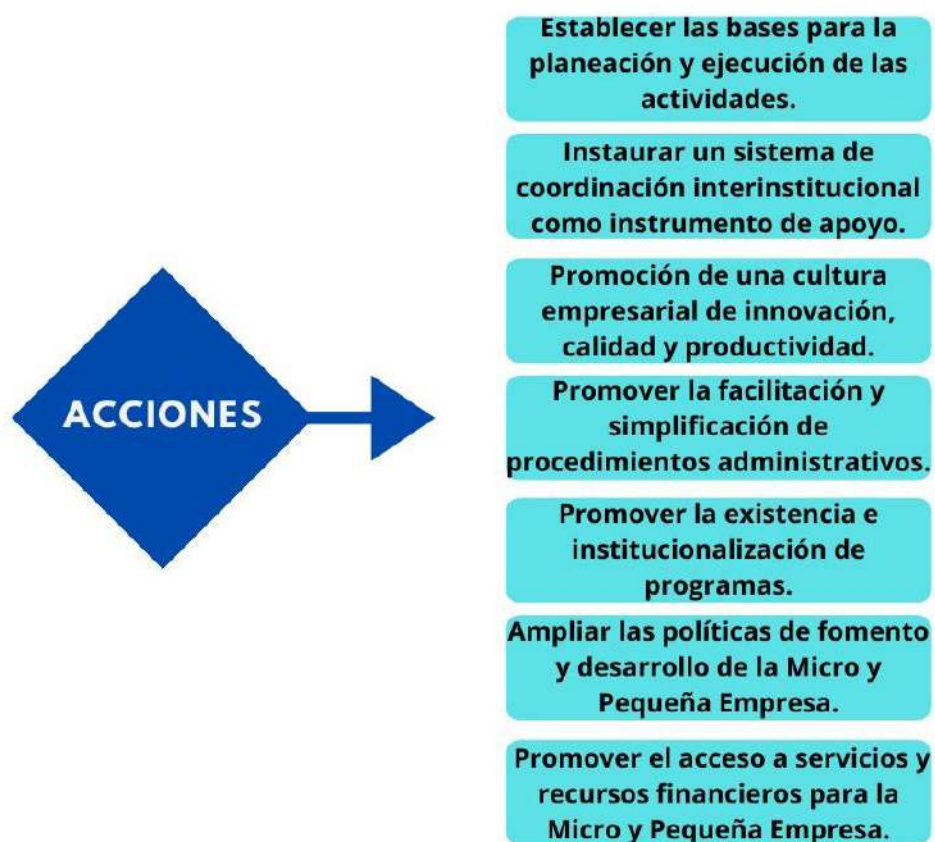 ACCIONES
Establecer las bases para la
planeación y ejecución de las
actividades.
Instaurar un sistema de
coordinación interinstitucional
como instrumento de apoyo.
Promoción de una cultura
empresarial de innovación,
calidad y productividad.
Promover la facilitación y
simplificación de
procedimientos administrativos.
Promover la existencia e
institucionalización de
programas.
Ampliar las políticas de fomento
y desarrollo de la Micro y
Pequeña Empresa.
Promover el acceso a servicios y
recursos financieros para la
Micro y Pequeña Empresa.